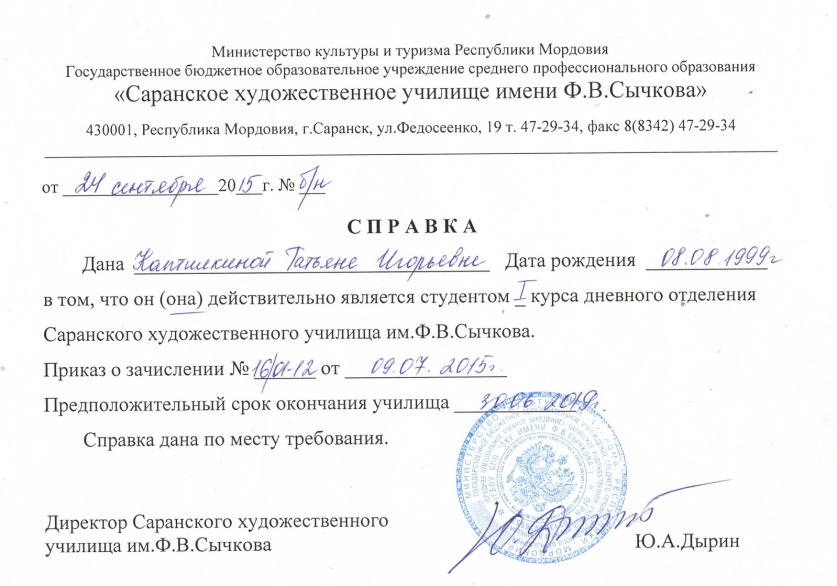 Министерство культуры и туризма Республики Мордовия
Государственное бюджетное образовательное учреждение среднего профессионального образования
«Саранское художественное училище имени Ф.В.Сычкова»
430001, Республика Мордовия, г.Саранск, ул.Федосеенко, 19 т. 47-29-34, факс 8(8342) 47-29-34
от 24 сентября 2015 г. № б/н
СПРАВКА
Дана Каптилкиной Татьяне Игорьевне Дата рождения 08.08.1999г
в том, что он (она) действительно является студентом I курса дневного отделения
Саранского художественного училища им.Ф.В.Сычкова.
Приказ о зачислении №16/01-12 от 09.07.2015г.
Предположительный срок окончания училища 30.06.2019г.
Справка дана по месту требования.
Директор Саранского художественного
училища им.Ф.В.Сычкова Ю.А.Дырин